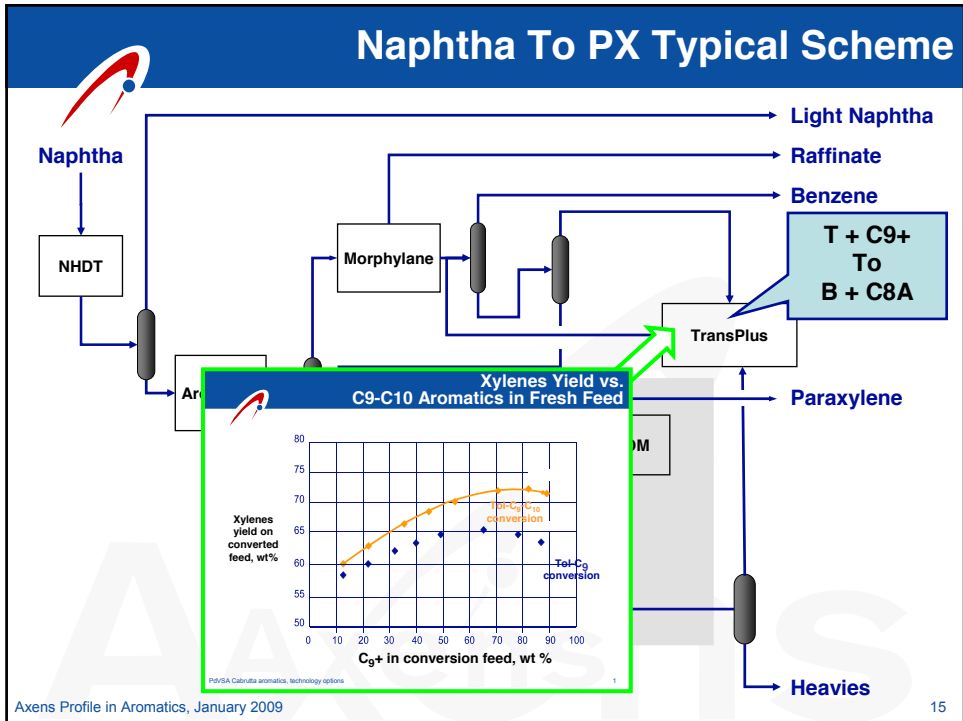 Naphtha To PX Typical Scheme
Light Naphtha
Naphtha
Raffinate
Benzene
T + C9+
To
B + C8A
NHDT
Morphylane
TransPlus
Paraxylene
Xylenes Yield vs.
C9-C10 Aromatics in Fresh Feed
80
75
70
65
60
55
50
Xylenes
yield on
converted
feed, wt%
Tol-C9-C10
conversion
Tol-C9
conversion
0 10 20 30 40 50 60 70 80 90 100
C9+ in conversion feed, wt %
PdVSA Cabrutta aromatics, technology options
1
Heavies
Axens
Axens Profile in Aromatics, January 2009
15